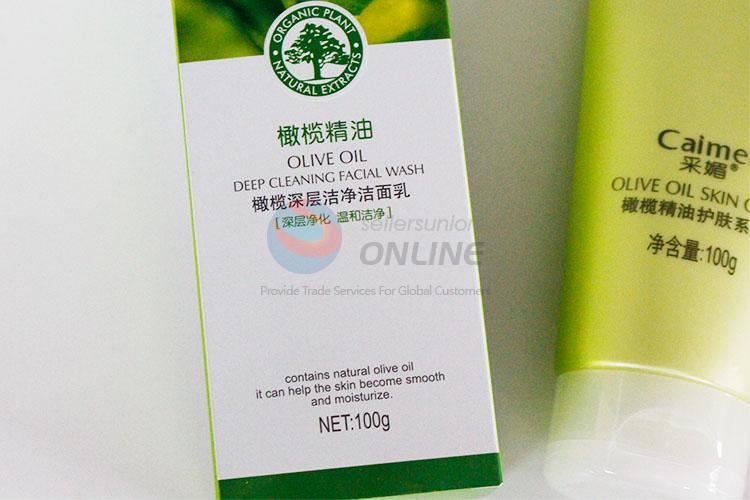 ORGANIC PLANT
NATURAL EXTRACTS
橄榄精油
OLIVE OIL
DEEP CLEANING FACIAL WASH
橄榄深层洁净洁面乳
[深层净化 温和洁净]
sellersunion
ONLINE
Provide Trade Services For Global Customers
contains natural olive oil
it can help the skin become smooth
and moisturize.
NET:100g
Caime
采媚®
OLIVE OIL SKIN C
橄榄精油护肤系
净含量:100g